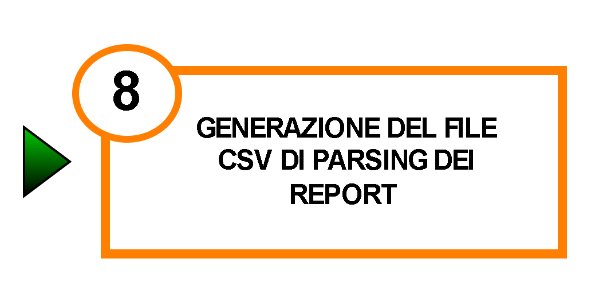 8
GENERAZIONE DEL FILE
CSV DI PARSING DEI
REPORT